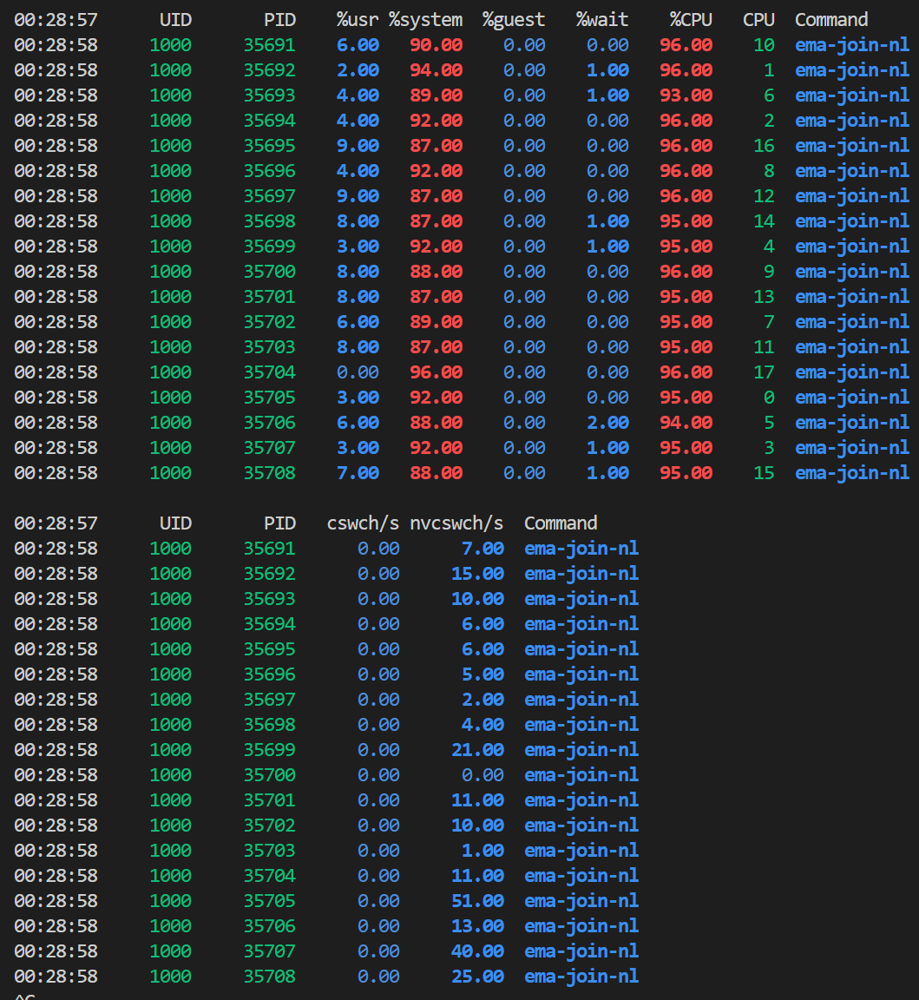 00:28:57 UID PID %usr %system %guest %wait %CPU CPU Command
00:28:58 1000 35691 6.00 90.00 0.00 0.00 96.00 10 ema-join-nl
00:28:58 1000 35692 2.00 94.00 0.00 1.00 96.00 1 ema-join-nl
00:28:58 1000 35693 4.00 89.00 0.00 1.00 93.00 6 ema-join-nl
00:28:58 1000 35694 4.00 92.00 0.00 0.00 96.00 2 ema-join-nl
00:28:58 1000 35695 9.00 87.00 0.00 0.00 96.00 16 ema-join-nl
00:28:58 1000 35696 4.00 92.00 0.00 0.00 96.00 8 ema-join-nl
00:28:58 1000 35697 9.00 87.00 0.00 0.00 96.00 12 ema-join-nl
00:28:58 1000 35698 8.00 87.00 0.00 1.00 95.00 14 ema-join-nl
00:28:58 1000 35699 3.00 92.00 0.00 1.00 95.00 4 ema-join-nl
00:28:58 1000 35700 8.00 88.00 0.00 0.00 96.00 9 ema-join-nl
00:28:58 1000 35701 8.00 87.00 0.00 0.00 95.00 13 ema-join-nl
00:28:58 1000 35702 6.00 89.00 0.00 0.00 95.00 7 ema-join-nl
00:28:58 1000 35703 8.00 87.00 0.00 0.00 95.00 11 ema-join-nl
00:28:58 1000 35704 0.00 96.00 0.00 0.00 96.00 17 ema-join-nl
00:28:58 1000 35705 3.00 92.00 0.00 0.00 95.00 0 ema-join-nl
00:28:58 1000 35706 6.00 88.00 0.00 2.00 94.00 5 ema-join-nl
00:28:58 1000 35707 3.00 92.00 0.00 1.00 95.00 3 ema-join-nl
00:28:58 1000 35708 7.00 88.00 0.00 1.00 95.00 15 ema-join-nl
00:28:57 UID PID cswch/s nvcswch/s Command
00:28:58 1000 35691 0.00 7.00 ema-join-nl
00:28:58 1000 35692 0.00 15.00 ema-join-nl
00:28:58 1000 35693 0.00 10.00 ema-join-nl
00:28:58 1000 35694 0.00 6.00 ema-join-nl
00:28:58 1000 35695 0.00 6.00 ema-join-nl
00:28:58 1000 35696 0.00 5.00 ema-join-nl
00:28:58 1000 35697 0.00 2.00 ema-join-nl
00:28:58 1000 35698 0.00 4.00 ema-join-nl
00:28:58 1000 35699 0.00 21.00 ema-join-nl
00:28:58 1000 35700 0.00 0.00 ema-join-nl
00:28:58 1000 35701 0.00 11.00 ema-join-nl
00:28:58 1000 35702 0.00 10.00 ema-join-nl
00:28:58 1000 35703 0.00 1.00 ema-join-nl
00:28:58 1000 35704 0.00 11.00 ema-join-nl
00:28:58 1000 35705 0.00 51.00 ema-join-nl
00:28:58 1000 35706 0.00 13.00 ema-join-nl
00:28:58 1000 35707 0.00 40.00 ema-join-nl
00:28:58 1000 35708 0.00 25.00 ema-join-nl